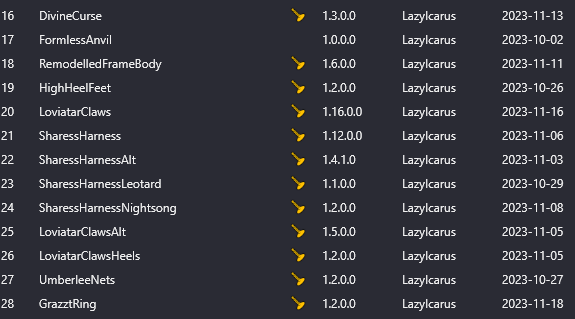 16 DivineCurse 1.3.0.0 LazyIcarus 2023-11-13
17 FormlessAnvil 1.0.0.0 LazyIcarus 2023-10-02
18 RemodelledFrameBody 1.6.0.0 LazyIcarus 2023-11-11
19 HighHeelFeet 1.2.0.0 LazyIcarus 2023-10-26
20 LoviatarClaws 1.16.0.0 LazyIcarus 2023-11-16
21 SharessHarness 1.12.0.0 LazyIcarus 2023-11-06
22 SharessHarnessAlt 1.4.1.0 LazyIcarus 2023-11-03
23 SharessHarnessLeotard 1.1.0.0 LazyIcarus 2023-10-29
24 SharessHarnessNightsong 1.2.0.0 LazyIcarus 2023-11-08
25 LoviatarClawsAlt 1.5.0.0 LazyIcarus 2023-11-05
26 LoviatarClawsHeels 1.2.0.0 LazyIcarus 2023-11-05
27 UmberleeNets 1.2.0.0 LazyIcarus 2023-10-27
28 GrazztRing 1.2.0.0 LazyIcarus 2023-11-18